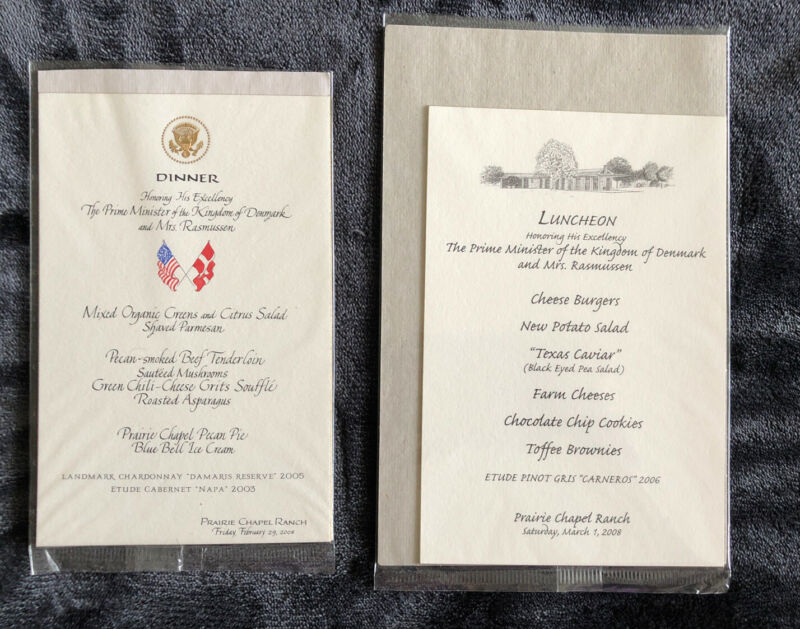 DINNER
Honoring His Excellency
The Prime Minister of the Kingdom of Denmark
and Mrs. Rasmussen
Mixed Organic Greens and Citrus Salad
Shaved Parmesan
Pecan-smoked Beef Tenderloin
Sautéed Mushrooms
Green Chili-Cheese Grits Soufflé
Roasted Asparagus
Prairie Chapel Pecan Pie
Blue Bell Ice Cream
LANDMARK CHARDONNAY "DAMARIS RESERVE" 2005
ETUDE CABERNET "NAPA" 2003
PRAIRIE CHAPEL RANCH
Friday, February 29, 2008
LUNCHEON
Honoring His Excellency
The Prime Minister of the Kingdom of Denmark
and Mrs. Rasmussen
Cheese Burgers
New Potato Salad
"Texas Caviar"
(Black Eyed Pea Salad)
Farm Cheeses
Chocolate Chip Cookies
Toffee Brownies
ETUDE PINOT GRIS "CARNEROS" 2006
Prairie Chapel Ranch
Saturday, March 1, 2008